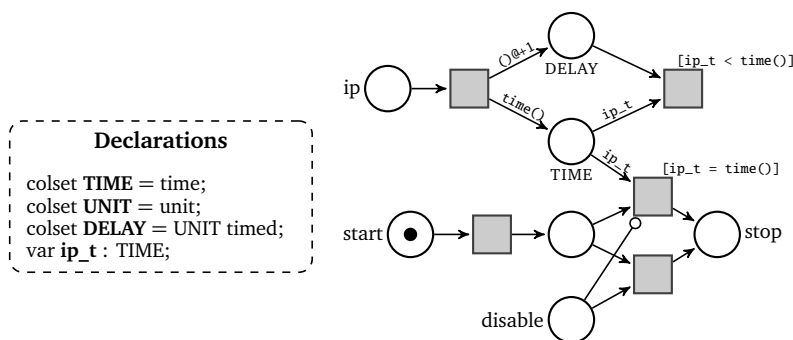 ()@+1
[ip_t < time()]
DELAY
ip
time()
ip_t
Declarations
ip_t
TIME
[ip_t = time()]
colset TIME = time;
colset UNIT = unit;
colset DELAY = UNIT timed;
var ip_t : TIME;
start
stop
disable